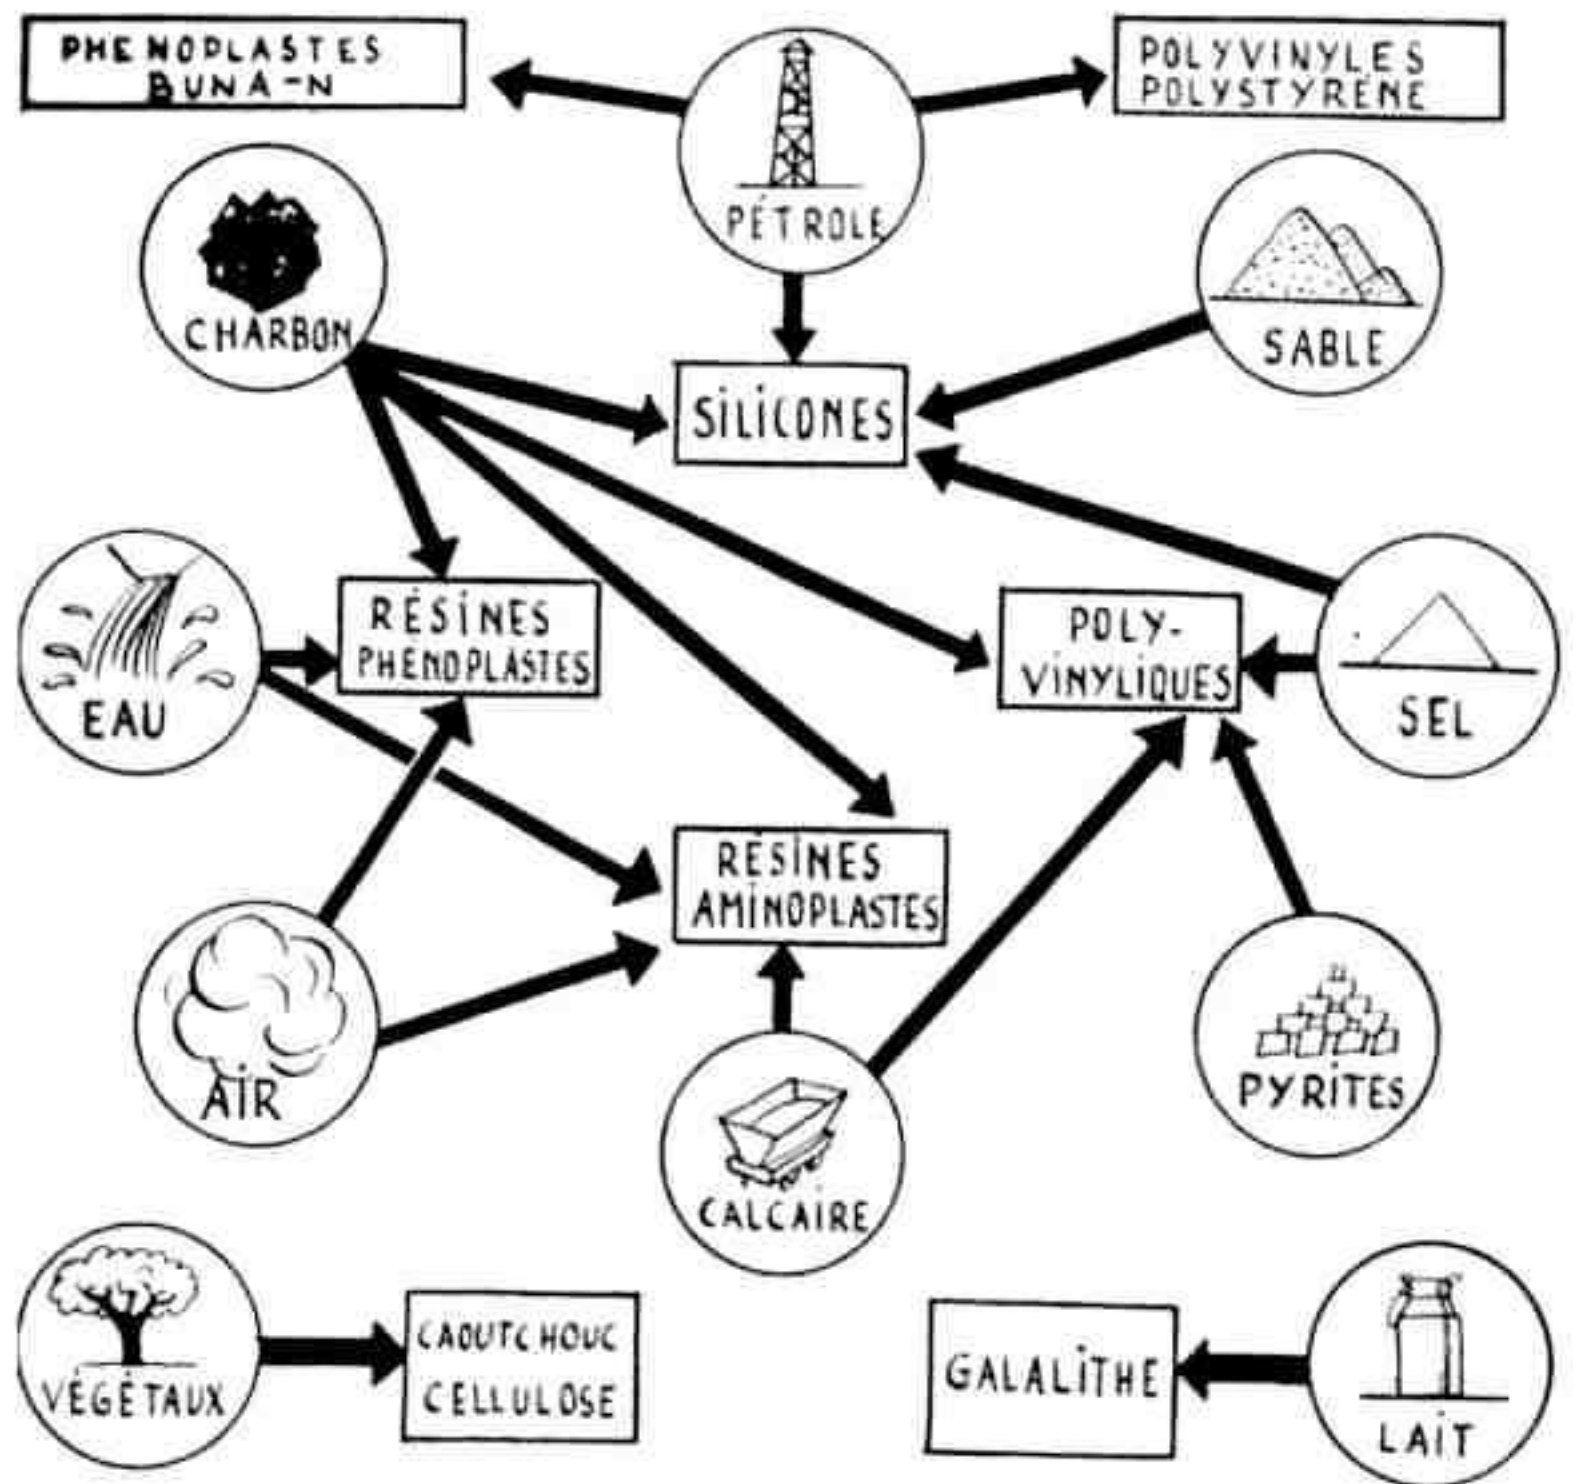 PHENOPLASTES
BUNA-N
POLYVINYLES
POLYSTYRÉNE
PÉTROLE
CHARBON
SABLE
SILICONES
EAU
RÉSINES
PHENOPLASTES
POLY-
VINYLIQUES
SEL
RÉSINES
AMINOPLASTES
AIR
PYRITES
CALCAIRE
VÉGÉTAUX
CAOUTCHOUC
CELLULOSE
GALALITHE
LAIT